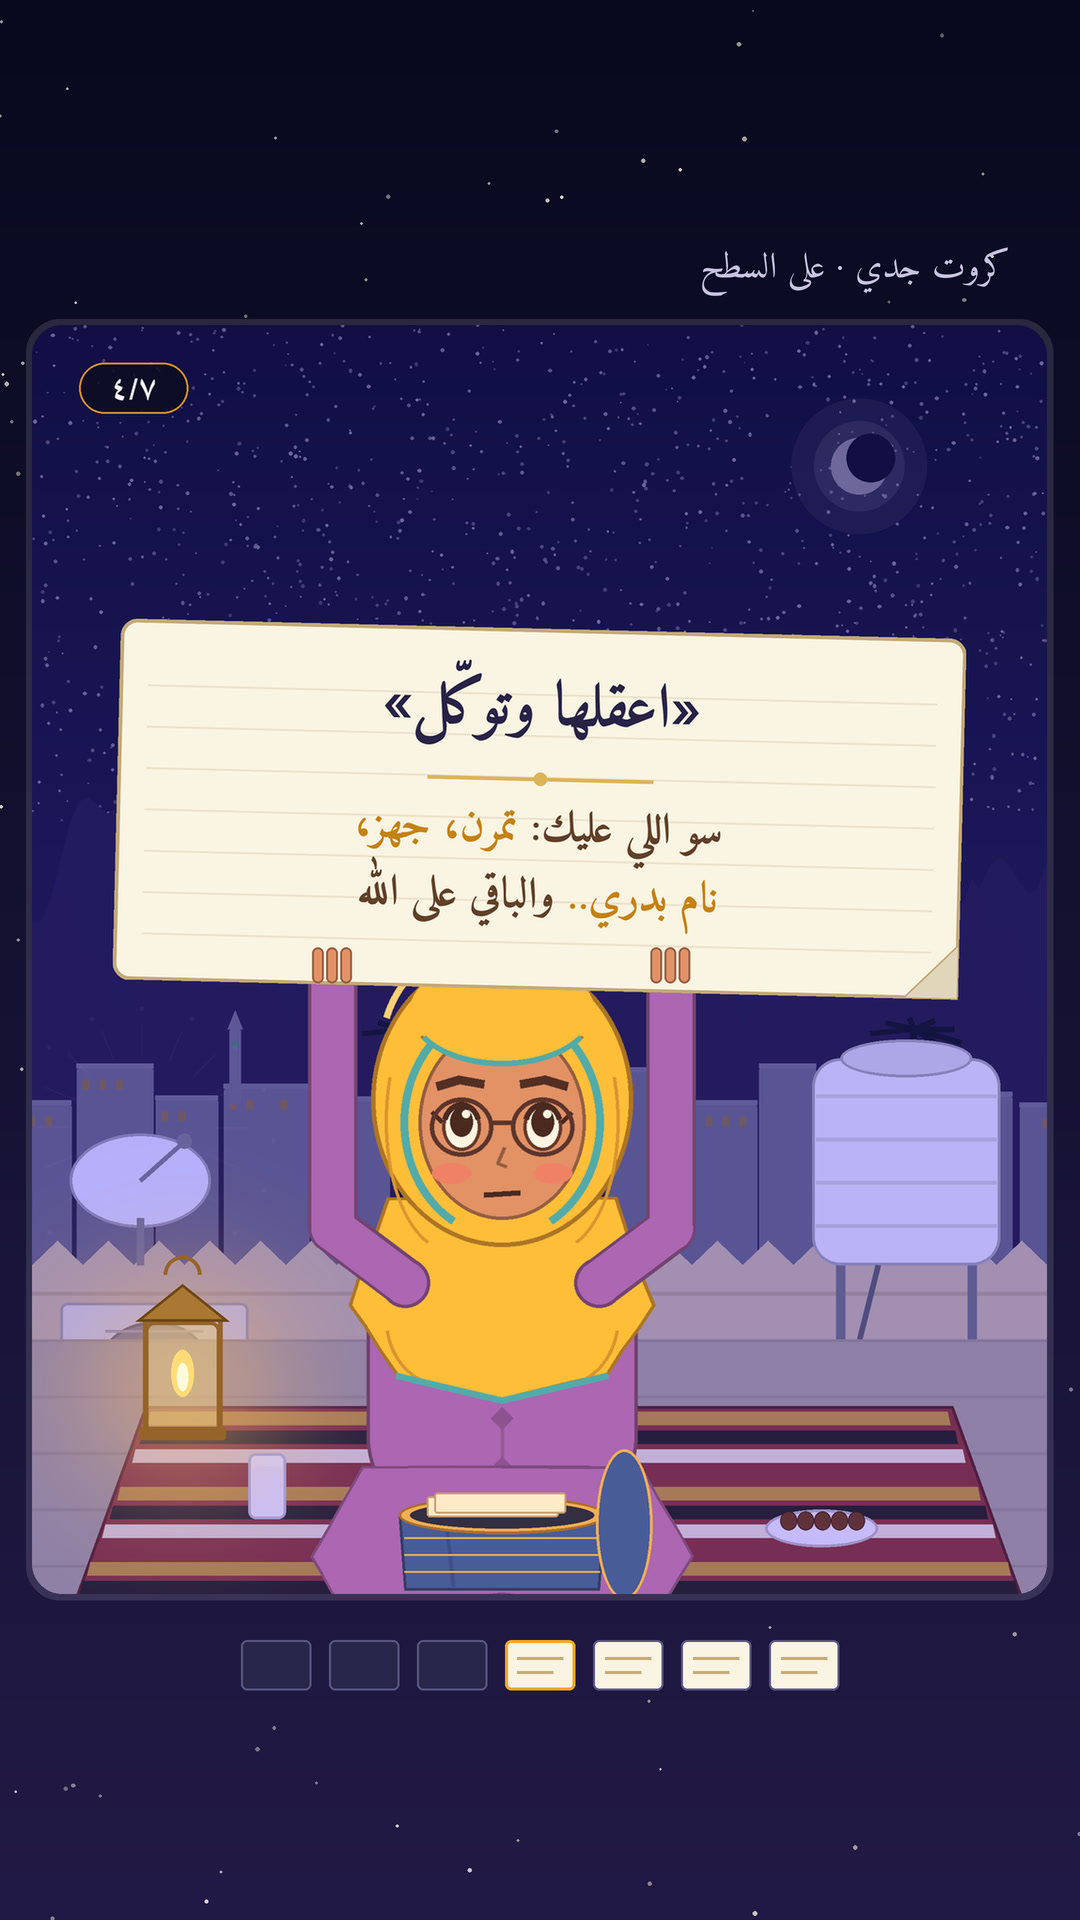 كروت جدي · على السطح
٤/٧
«اعقلها وتوكّل»
سو اللي عليك: تمرن، جهز،
نام بدري.. والباقي على الله